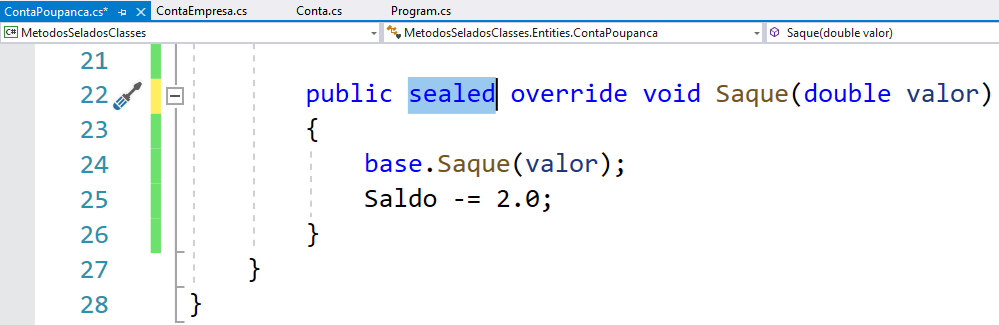 ContaPoupanca.cs* ContaEmpresa.cs Conta.cs Program.cs
C# MetodosSeladosClasses MetodosSeladosClasses.Entities.ContaPoupanca Saque(double valor)
21
22 public sealed override void Saque(double valor)
23 {
24 base.Saque(valor);
25 Saldo -= 2.0;
26 }
27 }
28 }